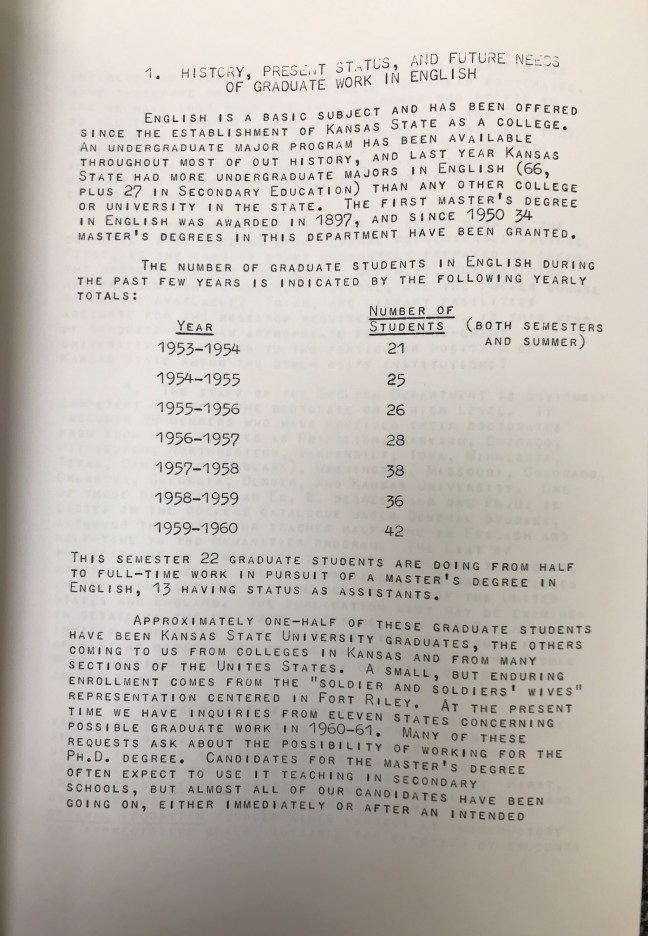 1. HISTORY, PRESENT STATUS, AND FUTURE NEEDS
OF GRADUATE WORK IN ENGLISH
ENGLISH IS A BASIC SUBJECT AND HAS BEEN OFFERED
SINCE THE ESTABLISHMENT OF KANSAS STATE AS A COLLEGE.
AN UNDERGRADUATE MAJOR PROGRAM HAS BEEN AVAILABLE
THROUGHOUT MOST OF OUT HISTORY, AND LAST YEAR KANSAS
STATE HAD MORE UNDERGRADUATE MAJORS IN ENGLISH (66,
PLUS 27 IN SECONDARY EDUCATION) THAN ANY OTHER COLLEGE
OR UNIVERSITY IN THE STATE. THE FIRST MASTER'S DEGREE
IN ENGLISH WAS AWARDED IN 1897, AND SINCE 1950 34
MASTER'S DEGREES IN THIS DEPARTMENT HAVE BEEN GRANTED.
THE NUMBER OF GRADUATE STUDENTS IN ENGLISH DURING
THE PAST FEW YEARS IS INDICATED BY THE FOLLOWING YEARLY
TOTALS:
NUMBER OF
YEAR STUDENTS (BOTH SEMESTERS
1953-1954 21 AND SUMMER)
1954-1955 25
1955-1956 26
1956-1957 28
1957-1958 38
1958-1959 36
1959-1960 42
THIS SEMESTER 22 GRADUATE STUDENTS ARE DOING FROM HALF
TO FULL-TIME WORK IN PURSUIT OF A MASTER'S DEGREE IN
ENGLISH, 13 HAVING STATUS AS ASSISTANTS.
APPROXIMATELY ONE-HALF OF THESE GRADUATE STUDENTS
HAVE BEEN KANSAS STATE UNIVERSITY GRADUATES, THE OTHERS
COMING TO US FROM COLLEGES IN KANSAS AND FROM MANY
SECTIONS OF THE UNITES STATES. A SMALL, BUT ENDURING
ENROLLMENT COMES FROM THE "SOLDIER AND SOLDIERS' WIVES"
REPRESENTATION CENTERED IN FORT RILEY. AT THE PRESENT
TIME WE HAVE INQUIRIES FROM ELEVEN STATES CONCERNING
POSSIBLE GRADUATE WORK IN 1960-61. MANY OF THESE
REQUESTS ASK ABOUT THE POSSIBILITY OF WORKING FOR THE
PH.D. DEGREE. CANDIDATES FOR THE MASTER'S DEGREE
OFTEN EXPECT TO USE IT TEACHING IN SECONDARY
SCHOOLS, BUT ALMOST ALL OF OUR CANDIDATES HAVE BEEN
GOING ON, EITHER IMMEDIATELY OR AFTER AN INTENDED